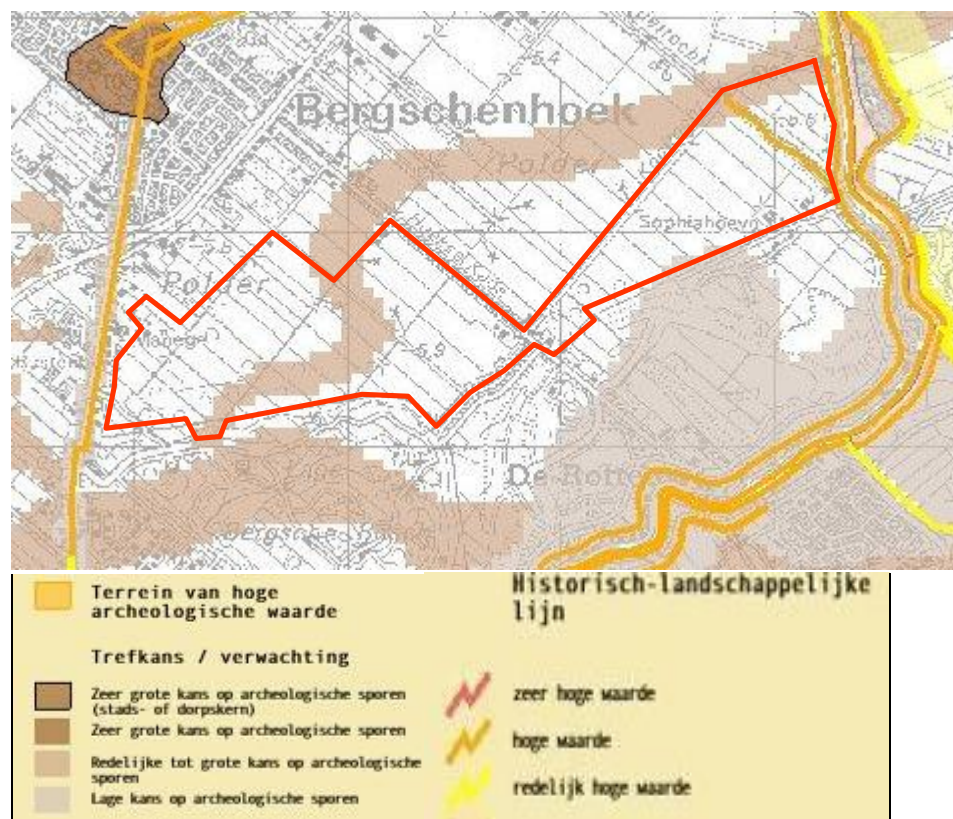 Bergschenhoek
Polder
Sophiahoeve
Polder
Manege
De Rotte
Terrein van hoge
archeologische waarde
Trefkans / verwachting
Zeer grote kans op archeologische sporen
(stads- of dorpskern)
Zeer grote kans op archeologische sporen
Redelijke tot grote kans op archeologische
sporen
Lage kans op archeologische sporen
Historisch-landschappelijke
lijn
zeer hoge waarde
hoge waarde
redelijk hoge waarde